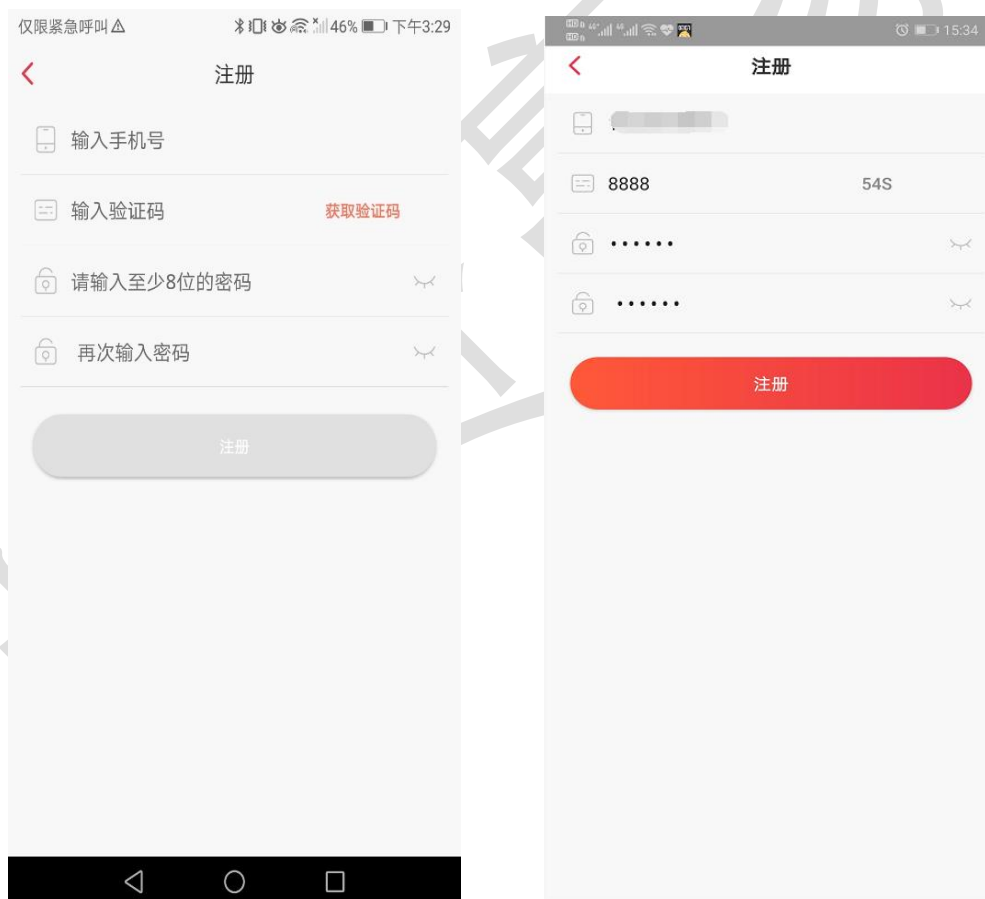 仅限紧急呼叫
46% 下午3:29
注册
输入手机号
输入验证码 获取验证码
请输入至少8位的密码
再次输入密码
注册
15:34
注册
8888 54S
••••••
••••••
注册